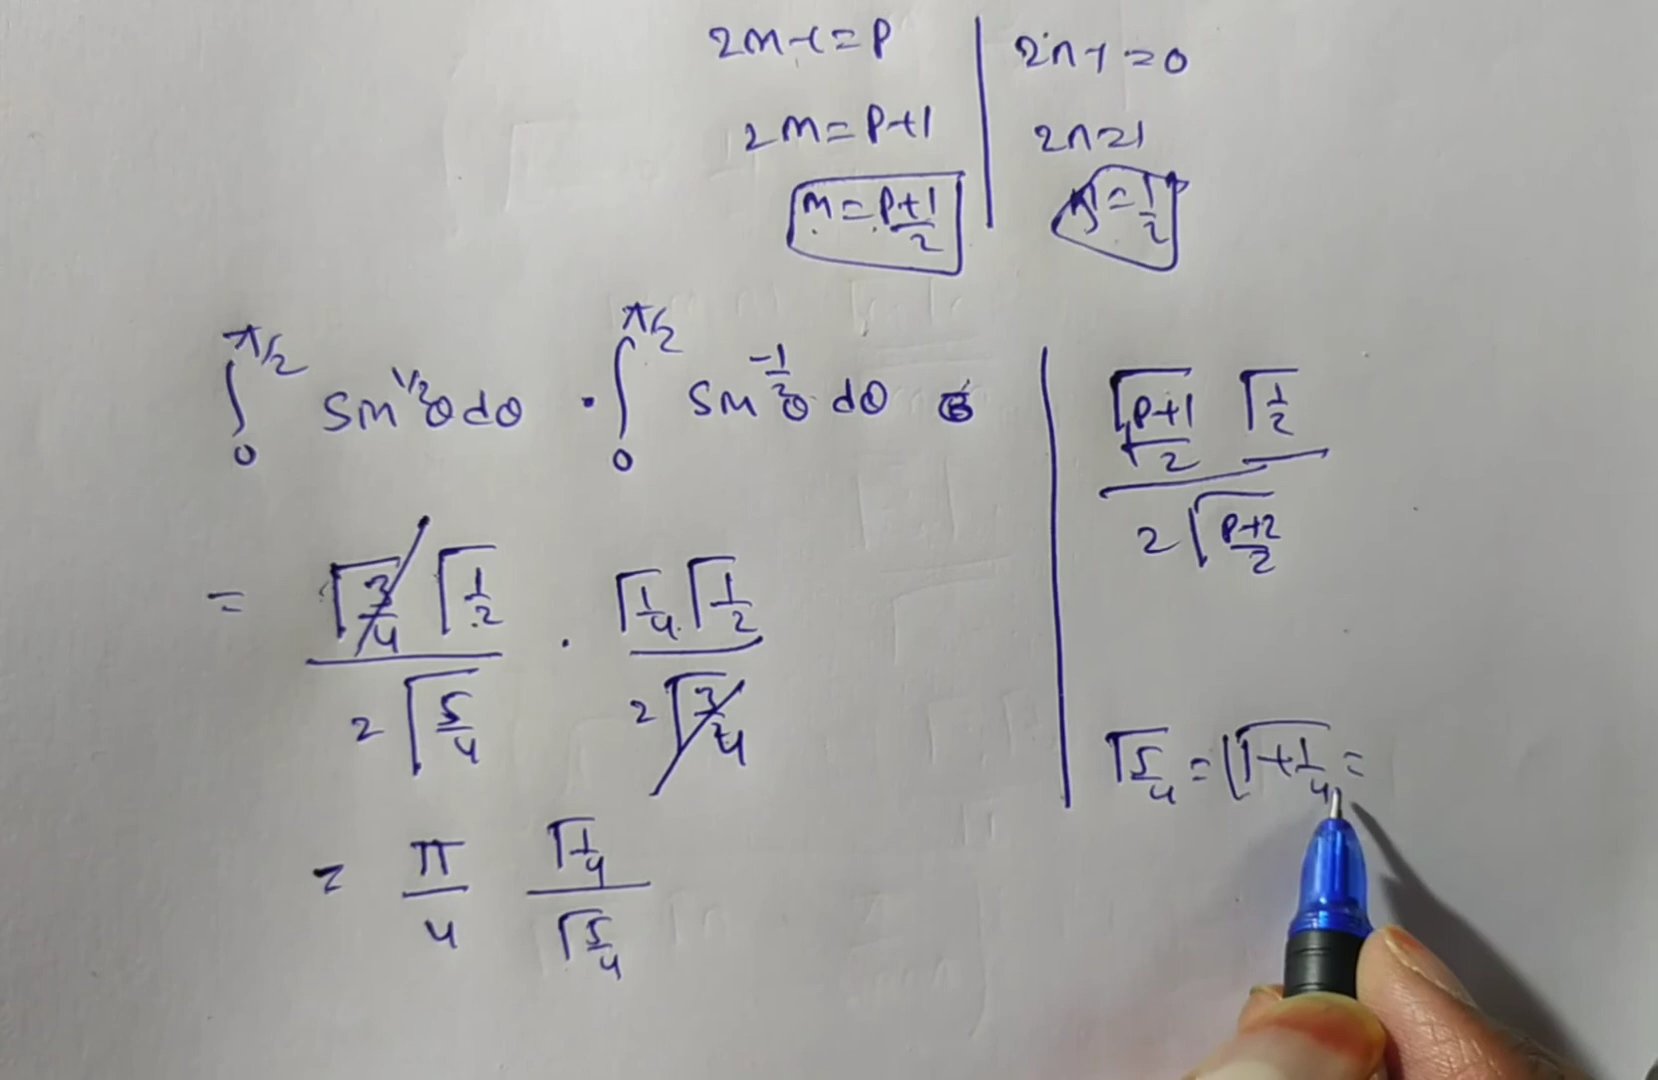 2m-1=P
2n-1=0
2m=P+1
2n=1
m=P+1/2
n=1/2
∫₀^π/2 Sin^1/2 θ dθ · ∫₀^π/2 Sin^-1/2 θ dθ
Γ(P+1/2) Γ(1/2) / 2Γ(P+2/2)
= Γ(3/4) Γ(1/2) / 2Γ(5/4) · Γ(1/4) Γ(1/2) / 2Γ(3/4)
Γ(5/4) = Γ(1+1/4) =
= π/4 Γ(1/4) / Γ(5/4)